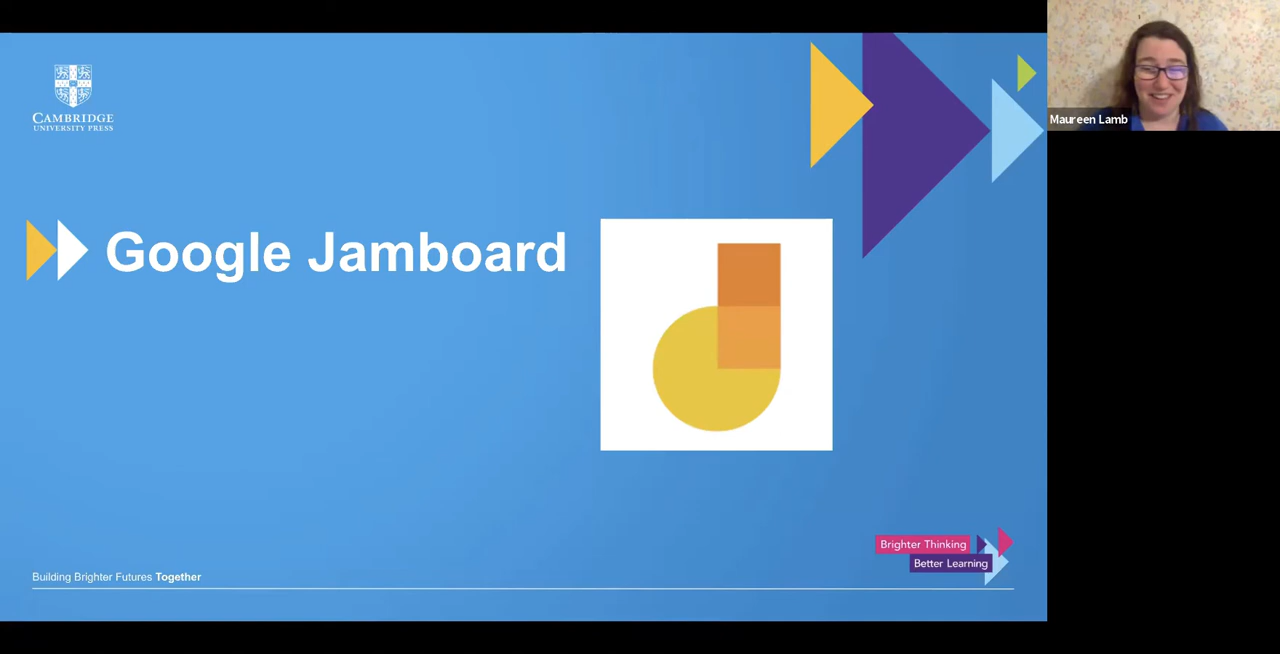 CAMBRIDGE
UNIVERSITY PRESS
Maureen Lamb
Google Jamboard
Brighter Thinking
Better Learning
Building Brighter Futures Together